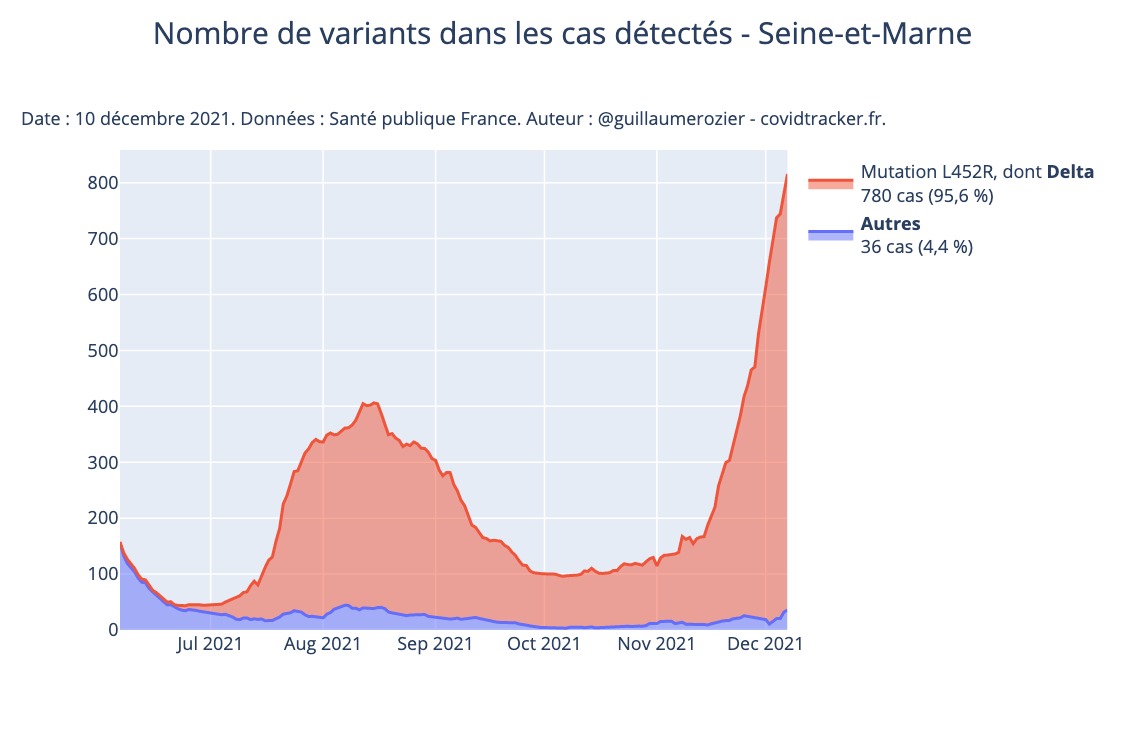 Nombre de variants dans les cas détectés - Seine-et-Marne
Date : 10 décembre 2021. Données : Santé publique France. Auteur : @guillaumerozier - covidtracker.fr.
Mutation L452R, dont Delta
780 cas (95,6 %)
Autres
36 cas (4,4 %)
800
700
600
500
400
300
200
100
0
Jul 2021 Aug 2021 Sep 2021 Oct 2021 Nov 2021 Dec 2021